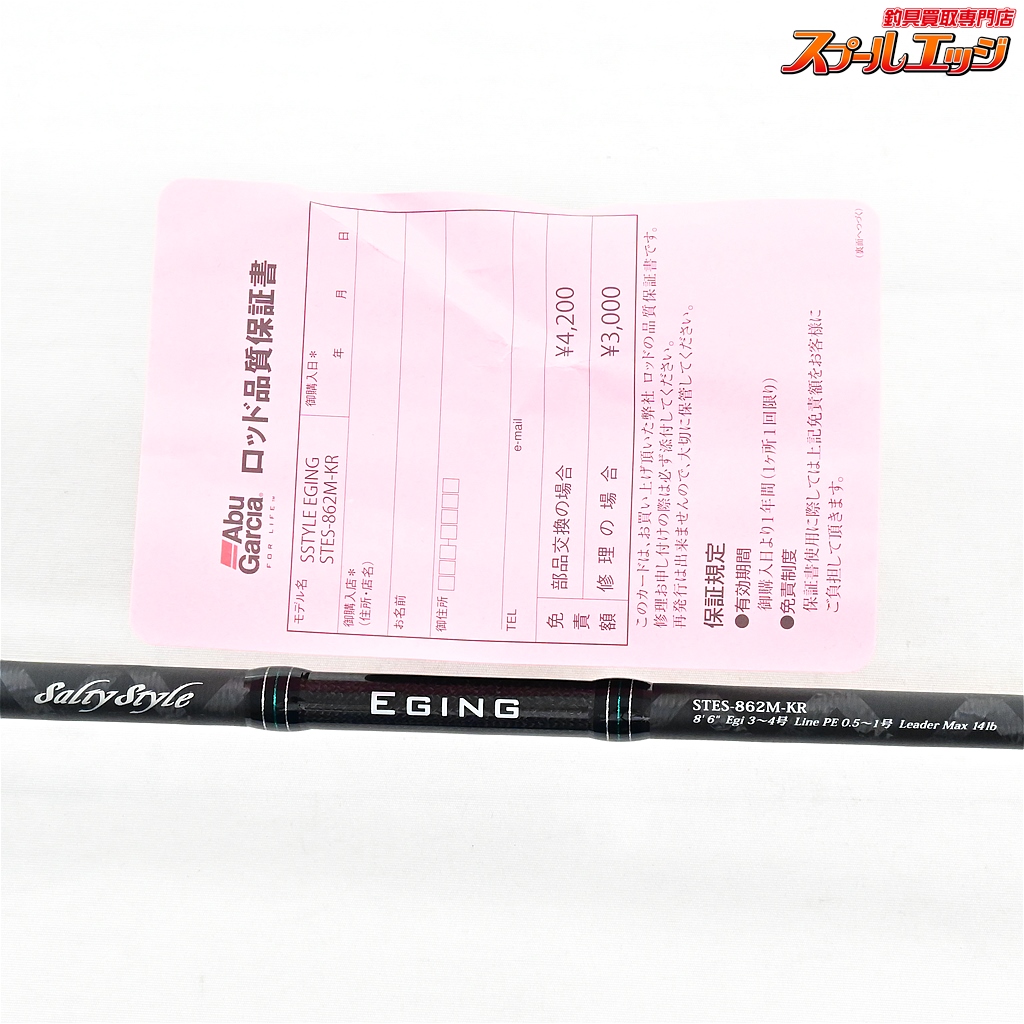 釣具買取専門店
スプールエッジ
Abu
Garcia®
FOR LIFE™
ロッド品質保証書
モデル名
SSTYLE EGING
STES-862M-KR
御購入日*
年 月 日
御購入店*
(住所・店名)
お名前
御住所
TEL
e-mail
免責額
部品交換の場合 ¥4,200
修理の場合 ¥3,000
このカードは、お買い上げ頂いた弊社 ロッドの品質保証書です。
修理お申し付けの際は必ず添付してください。
再発行は出来ませんので、大切に保管してください。
保証規定
●有効期間
御購入日より1年間(1ヶ所1回限り)
●免責制度
保証書使用に際しては上記免責額をお客様に
ご負担して頂きます。
(裏面へつづく)
Salty Style
EGING
STES-862M-KR
8'6" Egi 3〜4号 Line PE 0.5〜1号 Leader Max 14lb